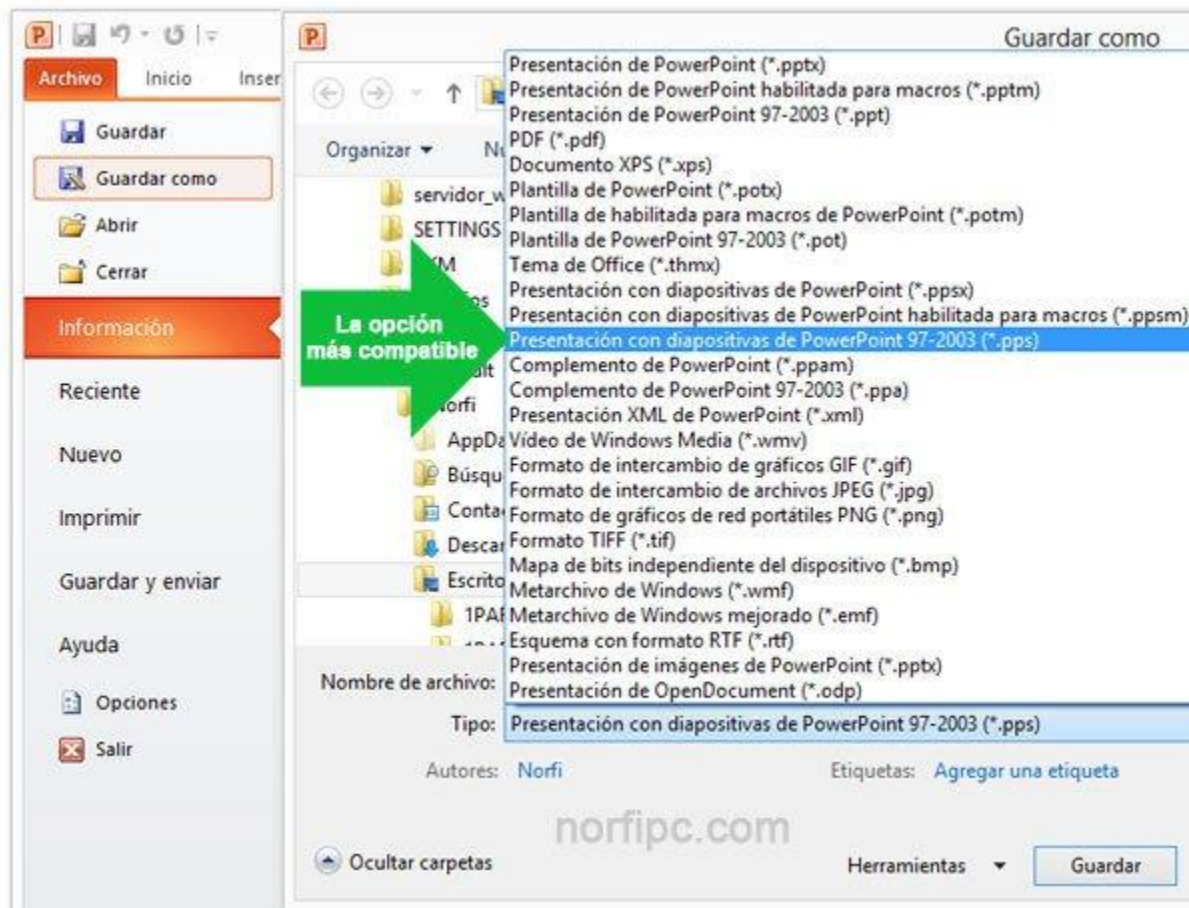 Archivo Inicio Inser
Guardar
Guardar como
Abrir
Cerrar
Información
Reciente
Nuevo
Imprimir
Guardar y enviar
Ayuda
Opciones
Salir
Guardar como
Organizar
servidor_w
SETTINGS
La opción
más compatible
Norfi
AppDa
Búsqu
Conta
Descar
Escrito
Presentación de PowerPoint (*.pptx)
Presentación de PowerPoint habilitada para macros (*.pptm)
Presentación de PowerPoint 97-2003 (*.ppt)
PDF (*.pdf)
Documento XPS (*.xps)
Plantilla de PowerPoint (*.potx)
Plantilla de habilitada para macros de PowerPoint (*.potm)
Plantilla de PowerPoint 97-2003 (*.pot)
Tema de Office (*.thmx)
Presentación con diapositivas de PowerPoint (*.ppsx)
Presentación con diapositivas de PowerPoint habilitada para macros (*.ppsm)
Presentación con diapositivas de PowerPoint 97-2003 (*.pps)
Complemento de PowerPoint (*.ppam)
Complemento de PowerPoint 97-2003 (*.ppa)
Presentación XML de PowerPoint (*.xml)
Vídeo de Windows Media (*.wmv)
Formato de intercambio de gráficos GIF (*.gif)
Formato de intercambio de archivos JPEG (*.jpg)
Formato de gráficos de red portátiles PNG (*.png)
Formato TIFF (*.tif)
Mapa de bits independiente del dispositivo (*.bmp)
Metarchivo de Windows (*.wmf)
Metarchivo de Windows mejorado (*.emf)
Esquema con formato RTF (*.rtf)
Presentación de imágenes de PowerPoint (*.pptx)
Presentación de OpenDocument (*.odp)
Nombre de archivo:
Tipo: Presentación con diapositivas de PowerPoint 97-2003 (*.pps)
Autores: Norfi Etiquetas: Agregar una etiqueta
norfipc.com
Ocultar carpetas Herramientas Guardar